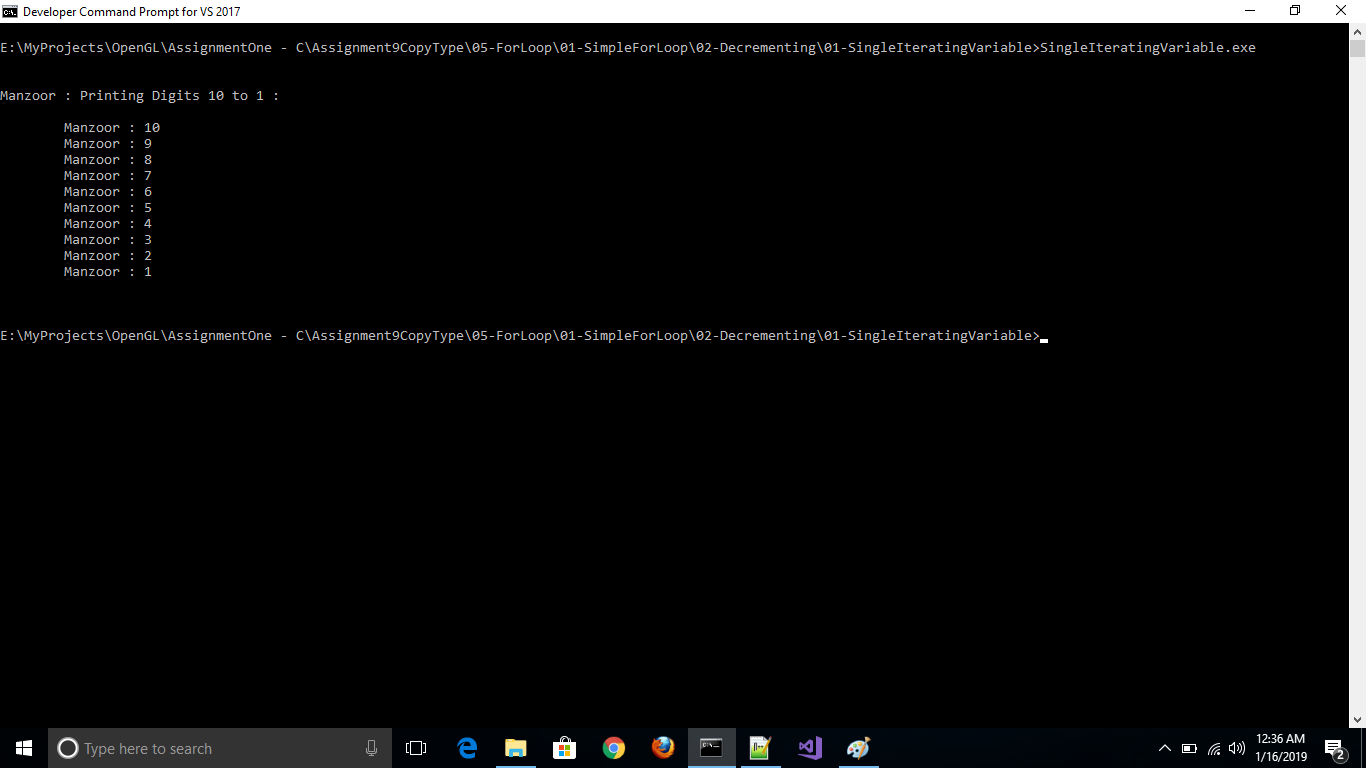 Developer Command Prompt for VS 2017
E:\MyProjects\OpenGL\AssignmentOne - C\Assignment9CopyType\05-ForLoop\01-SimpleForLoop\02-Decrementing\01-SingleIteratingVariable>SingleIteratingVariable.exe
Manzoor : Printing Digits 10 to 1 :
Manzoor : 10
Manzoor : 9
Manzoor : 8
Manzoor : 7
Manzoor : 6
Manzoor : 5
Manzoor : 4
Manzoor : 3
Manzoor : 2
Manzoor : 1
E:\MyProjects\OpenGL\AssignmentOne - C\Assignment9CopyType\05-ForLoop\01-SimpleForLoop\02-Decrementing\01-SingleIteratingVariable>
Type here to search
12:36 AM
1/16/2019
2